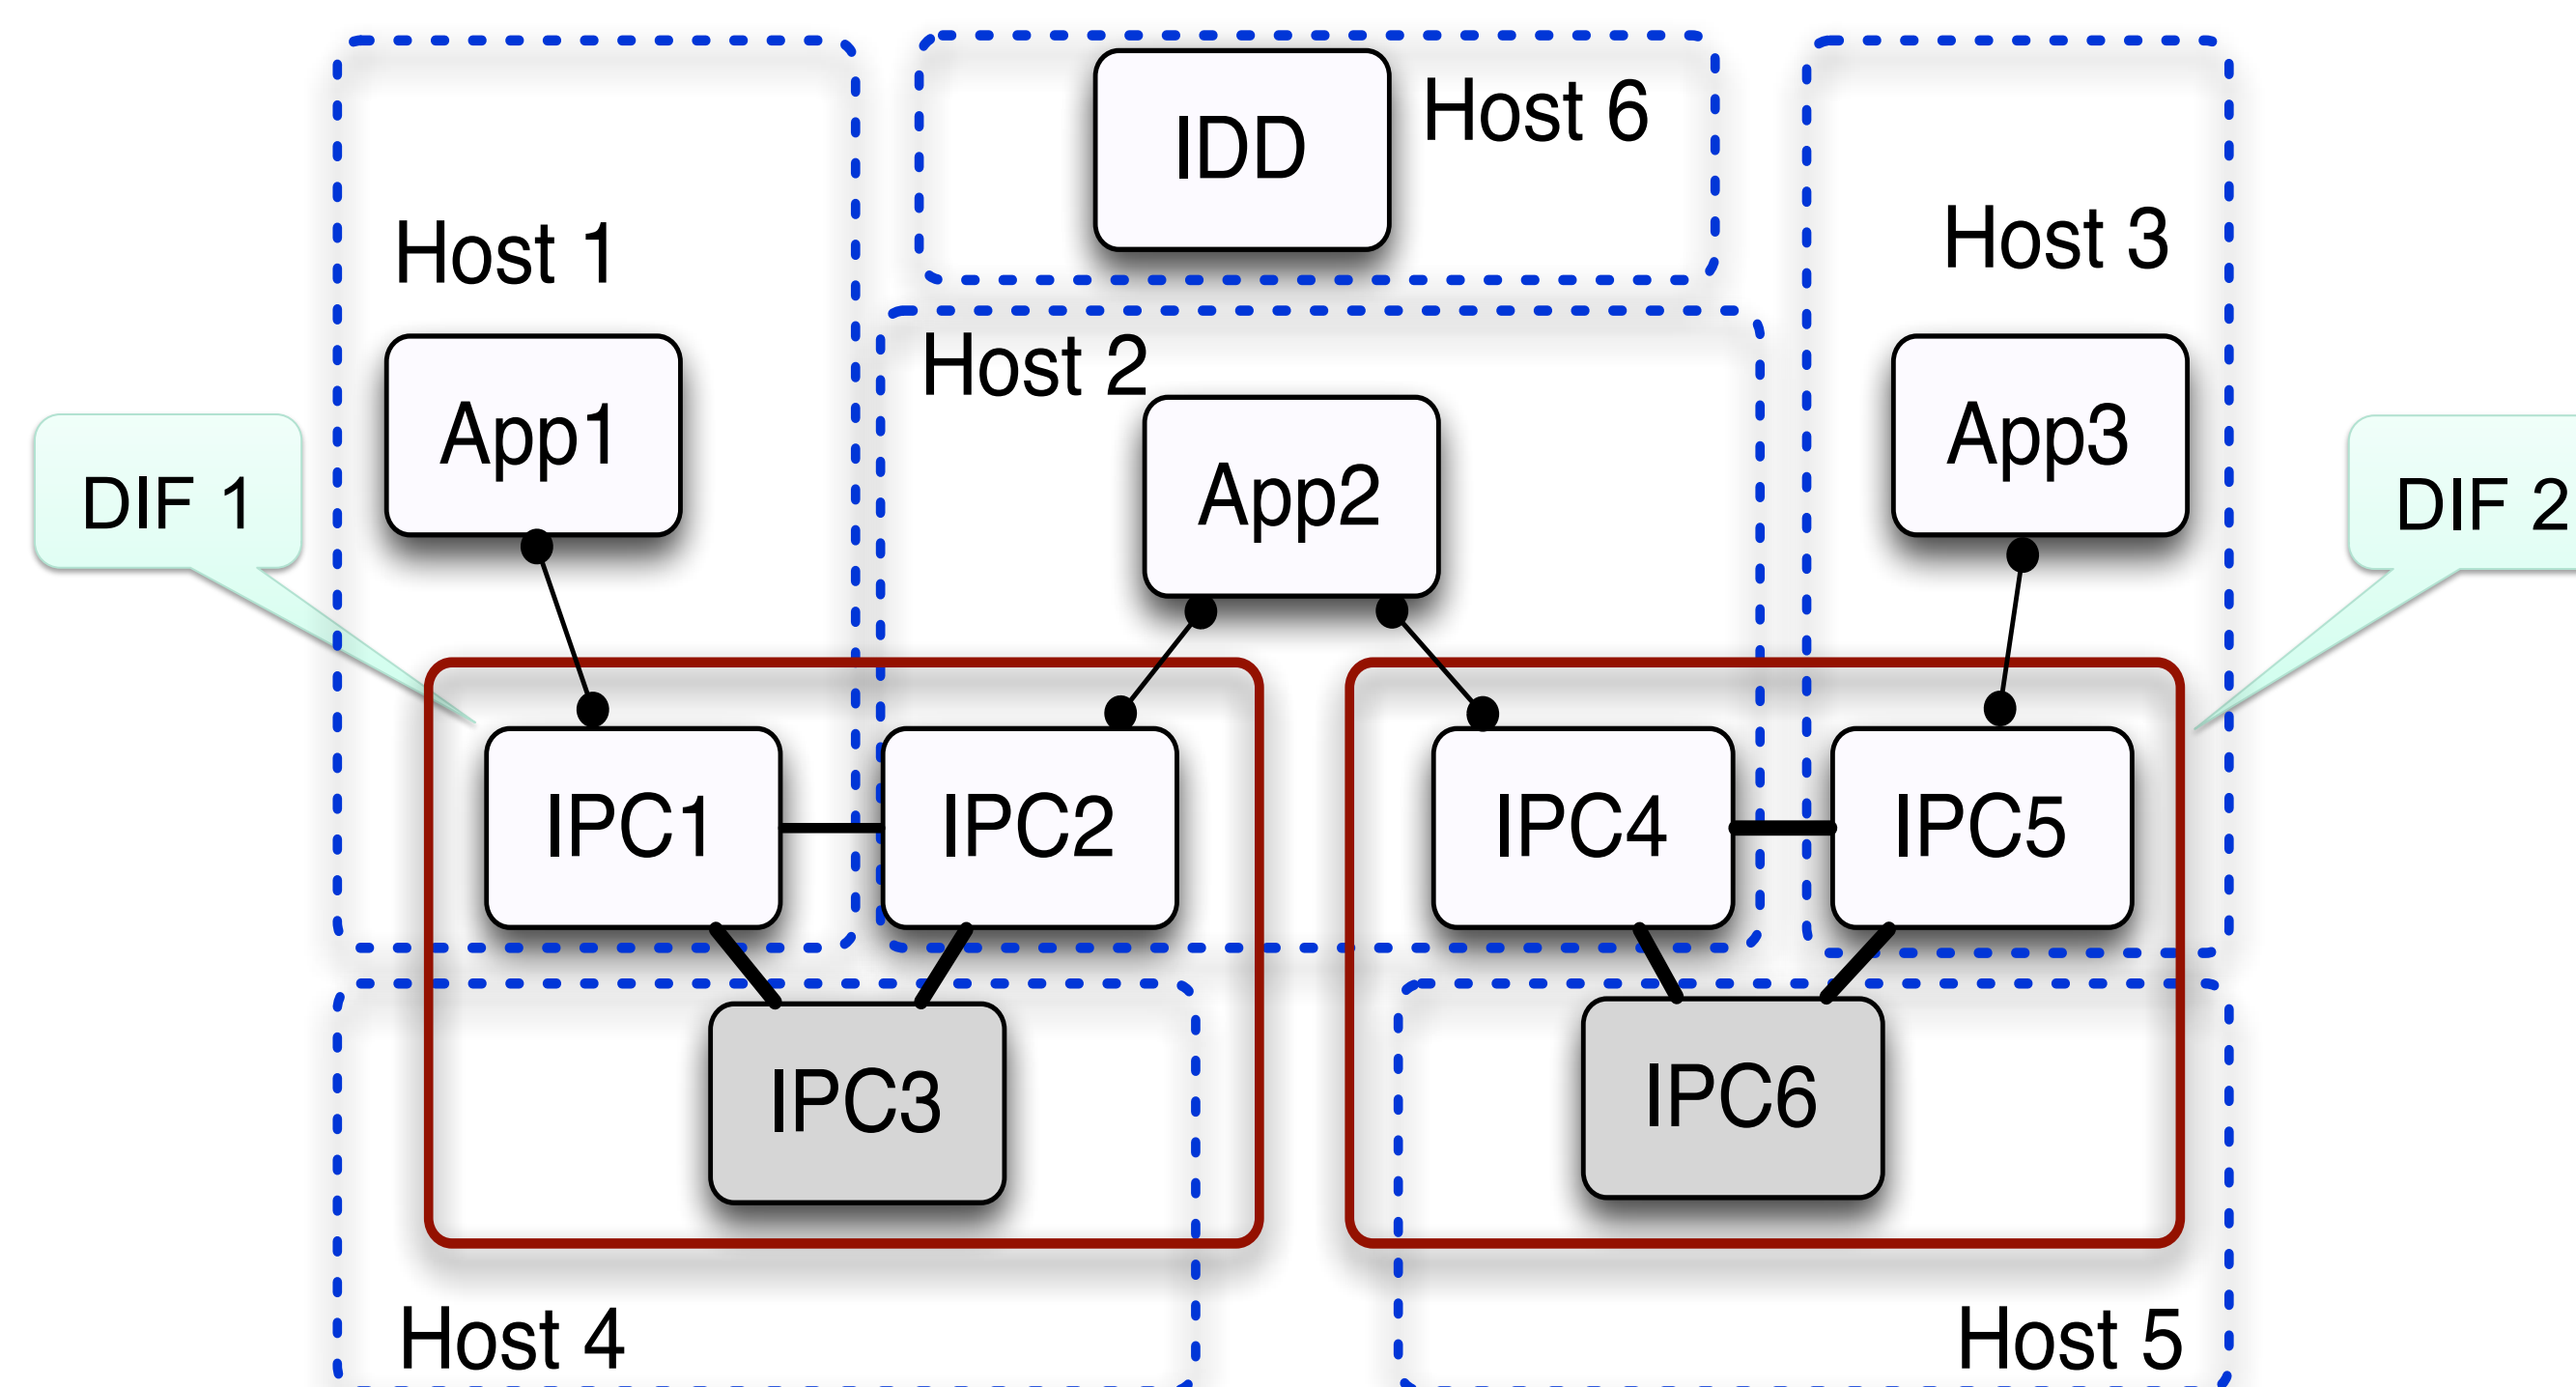 IDD
Host 6
Host 1
Host 3
Host 2
App1
App2
App3
DIF 1
DIF 2
IPC1
IPC2
IPC4
IPC5
IPC3
IPC6
Host 4
Host 5